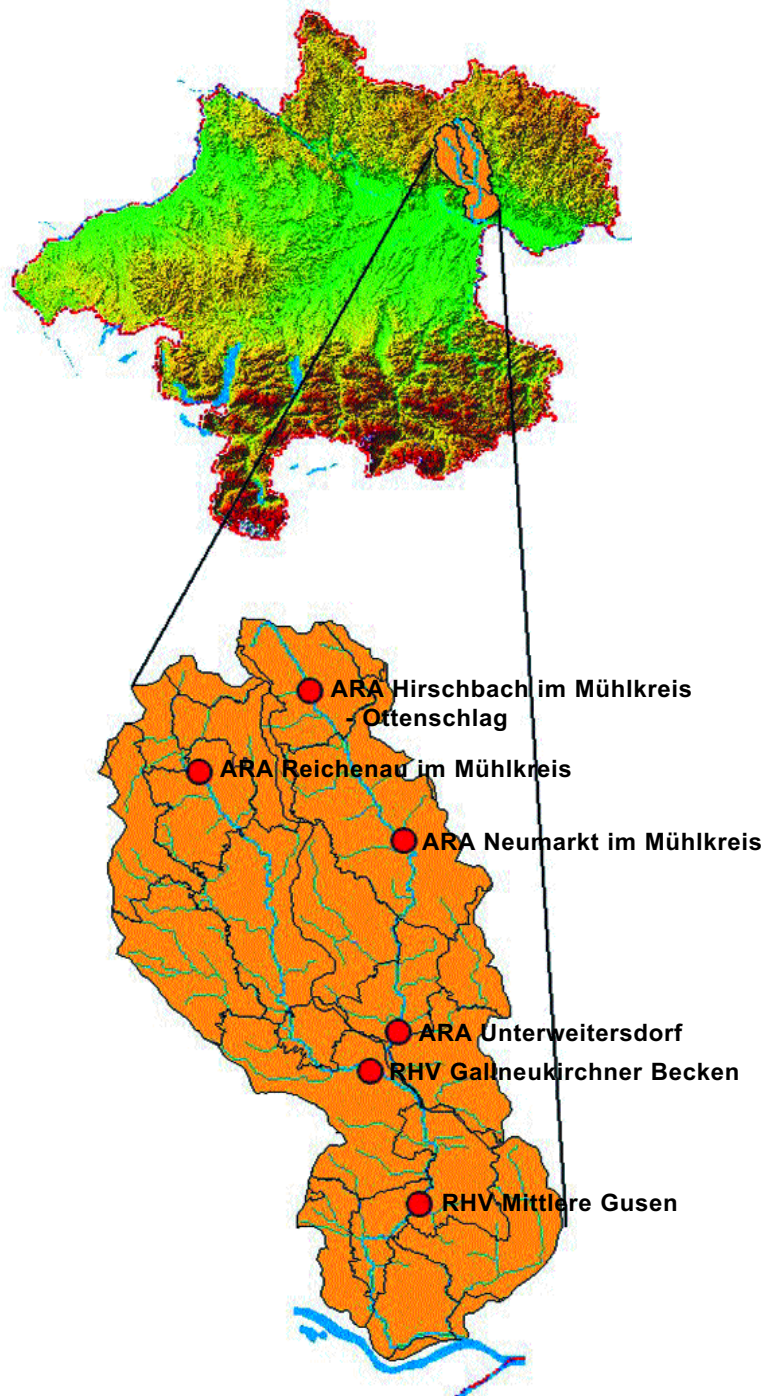 ARA Hirschbach im Mühlkreis
- Ottenschlag
ARA Reichenau im Mühlkreis
ARA Neumarkt im Mühlkreis
ARA Unterweitersdorf
RHV Gallneukirchner Becken
RHV Mittlere Gusen